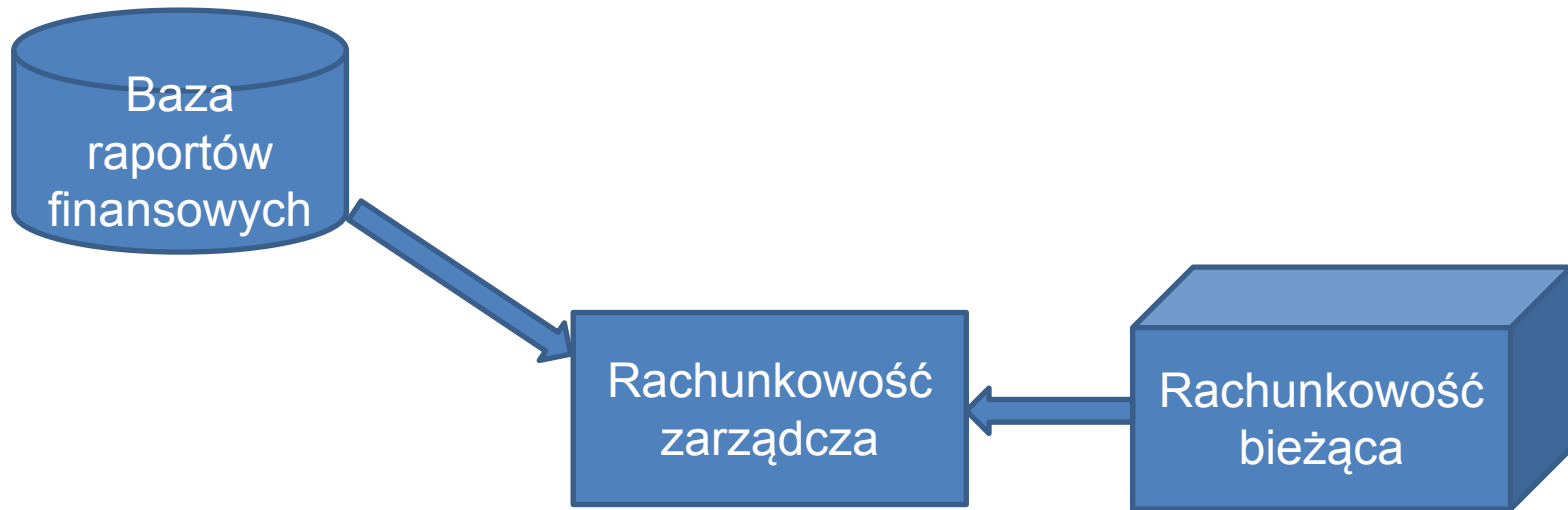 Baza
raportów
finansowych
Rachunkowość
zarządcza
Rachunkowość
bieżąca